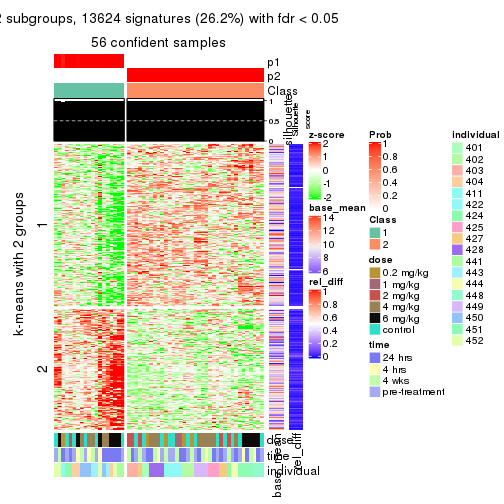 2 subgroups, 13624 signatures (26.2%) with fdr < 0.05
56 confident samples
p1
p2
Class
1
0.5
0
silhouette
Silhouette
score
k-means with 2 groups
1
2
dose
time
individual
base_mean
rel_diff
z-score
2
1
0
-1
-2
base_mean
14
12
10
8
6
rel_diff
1
0.8
0.6
0.4
0.2
0
Prob
1
0.8
0.6
0.4
0.2
0
Class
1
2
dose
0.2 mg/kg
1 mg/kg
2 mg/kg
4 mg/kg
6 mg/kg
control
time
24 hrs
4 hrs
4 wks
pre-treatment
individual
401
402
403
404
411
422
424
425
427
428
441
443
444
448
449
450
451
452